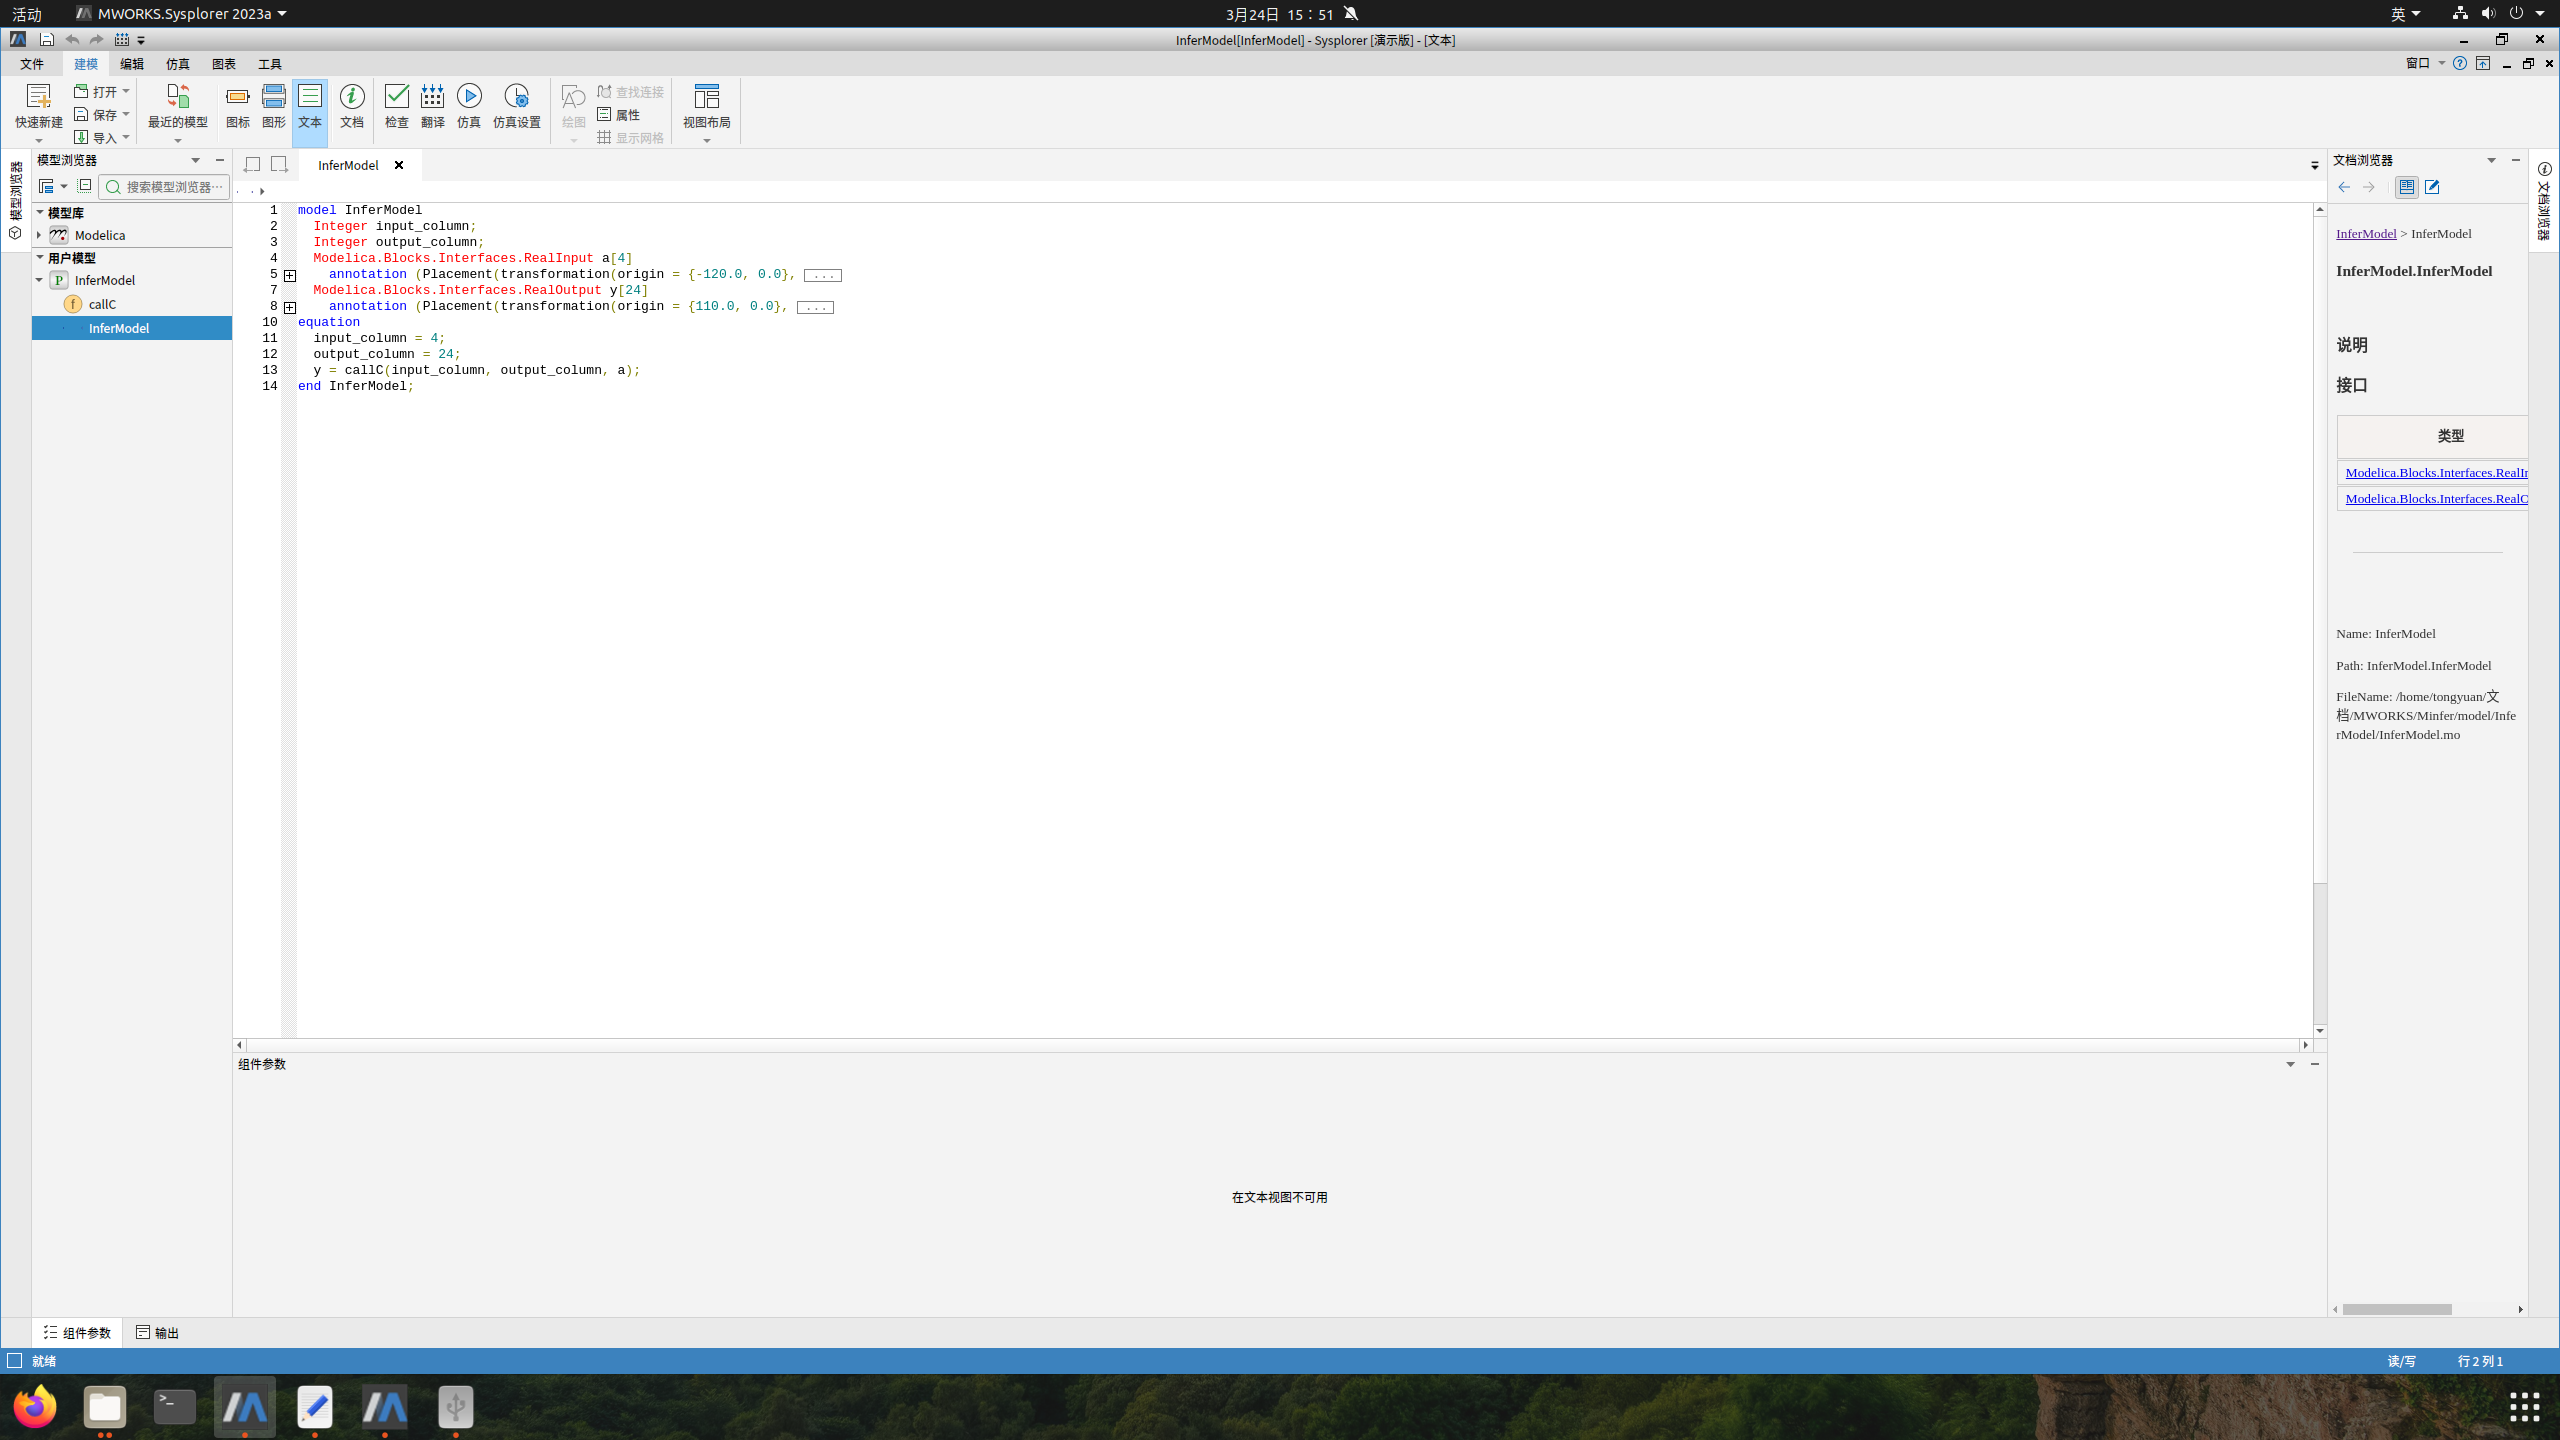 活动 MWORKS.Sysplorer 2023a 3月24日 15：51 英
InferModel[InferModel] - Sysplorer [演示版] - [文本]
文件 建模 编辑 仿真 图表 工具 窗口
快速新建 打开 保存 导入 最近的模型 图标 图形 文本 文档 检查 翻译 仿真 仿真设置 绘图 查找连接 属性 显示网格 视图布局
模型浏览器
模型浏览器
搜索模型浏览器…
模型库
Modelica
用户模型
InferModel
callC
InferModel
InferModel
1 model InferModel
2 Integer input_column;
3 Integer output_column;
4 Modelica.Blocks.Interfaces.RealInput a[4]
5 annotation (Placement(transformation(origin = {-120.0, 0.0}, ...
7 Modelica.Blocks.Interfaces.RealOutput y[24]
8 annotation (Placement(transformation(origin = {110.0, 0.0}, ...
10 equation
11 input_column = 4;
12 output_column = 24;
13 y = callC(input_column, output_column, a);
14 end InferModel;
组件参数
在文本视图不可用
文档浏览器
文档浏览器
InferModel > InferModel
InferModel.InferModel
说明
接口
类型
Modelica.Blocks.Interfaces.RealIn
Modelica.Blocks.Interfaces.RealO
Name: InferModel
Path: InferModel.InferModel
FileName: /home/tongyuan/文
档/MWORKS/Minfer/model/Infe
rModel/InferModel.mo
组件参数 输出
就绪 读/写 行 2 列 1